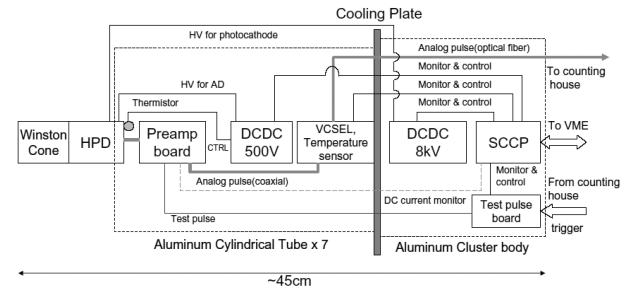 Cooling Plate
HV for photocathode
Analog pulse(optical fiber)
Monitor & control
To counting
house
HV for AD
Monitor & control
Thermistor
Monitor & control
Winston
Cone
HPD
Preamp
board
CTRL
DCDC
500V
VCSEL,
Temperature
sensor
DCDC
8kV
SCCP
To VME
Analog pulse(coaxial)
Monitor &
control
DC current monitor
From counting
house
Test pulse
Test pulse
board
trigger
Aluminum Cylindrical Tube x 7
Aluminum Cluster body
~45cm